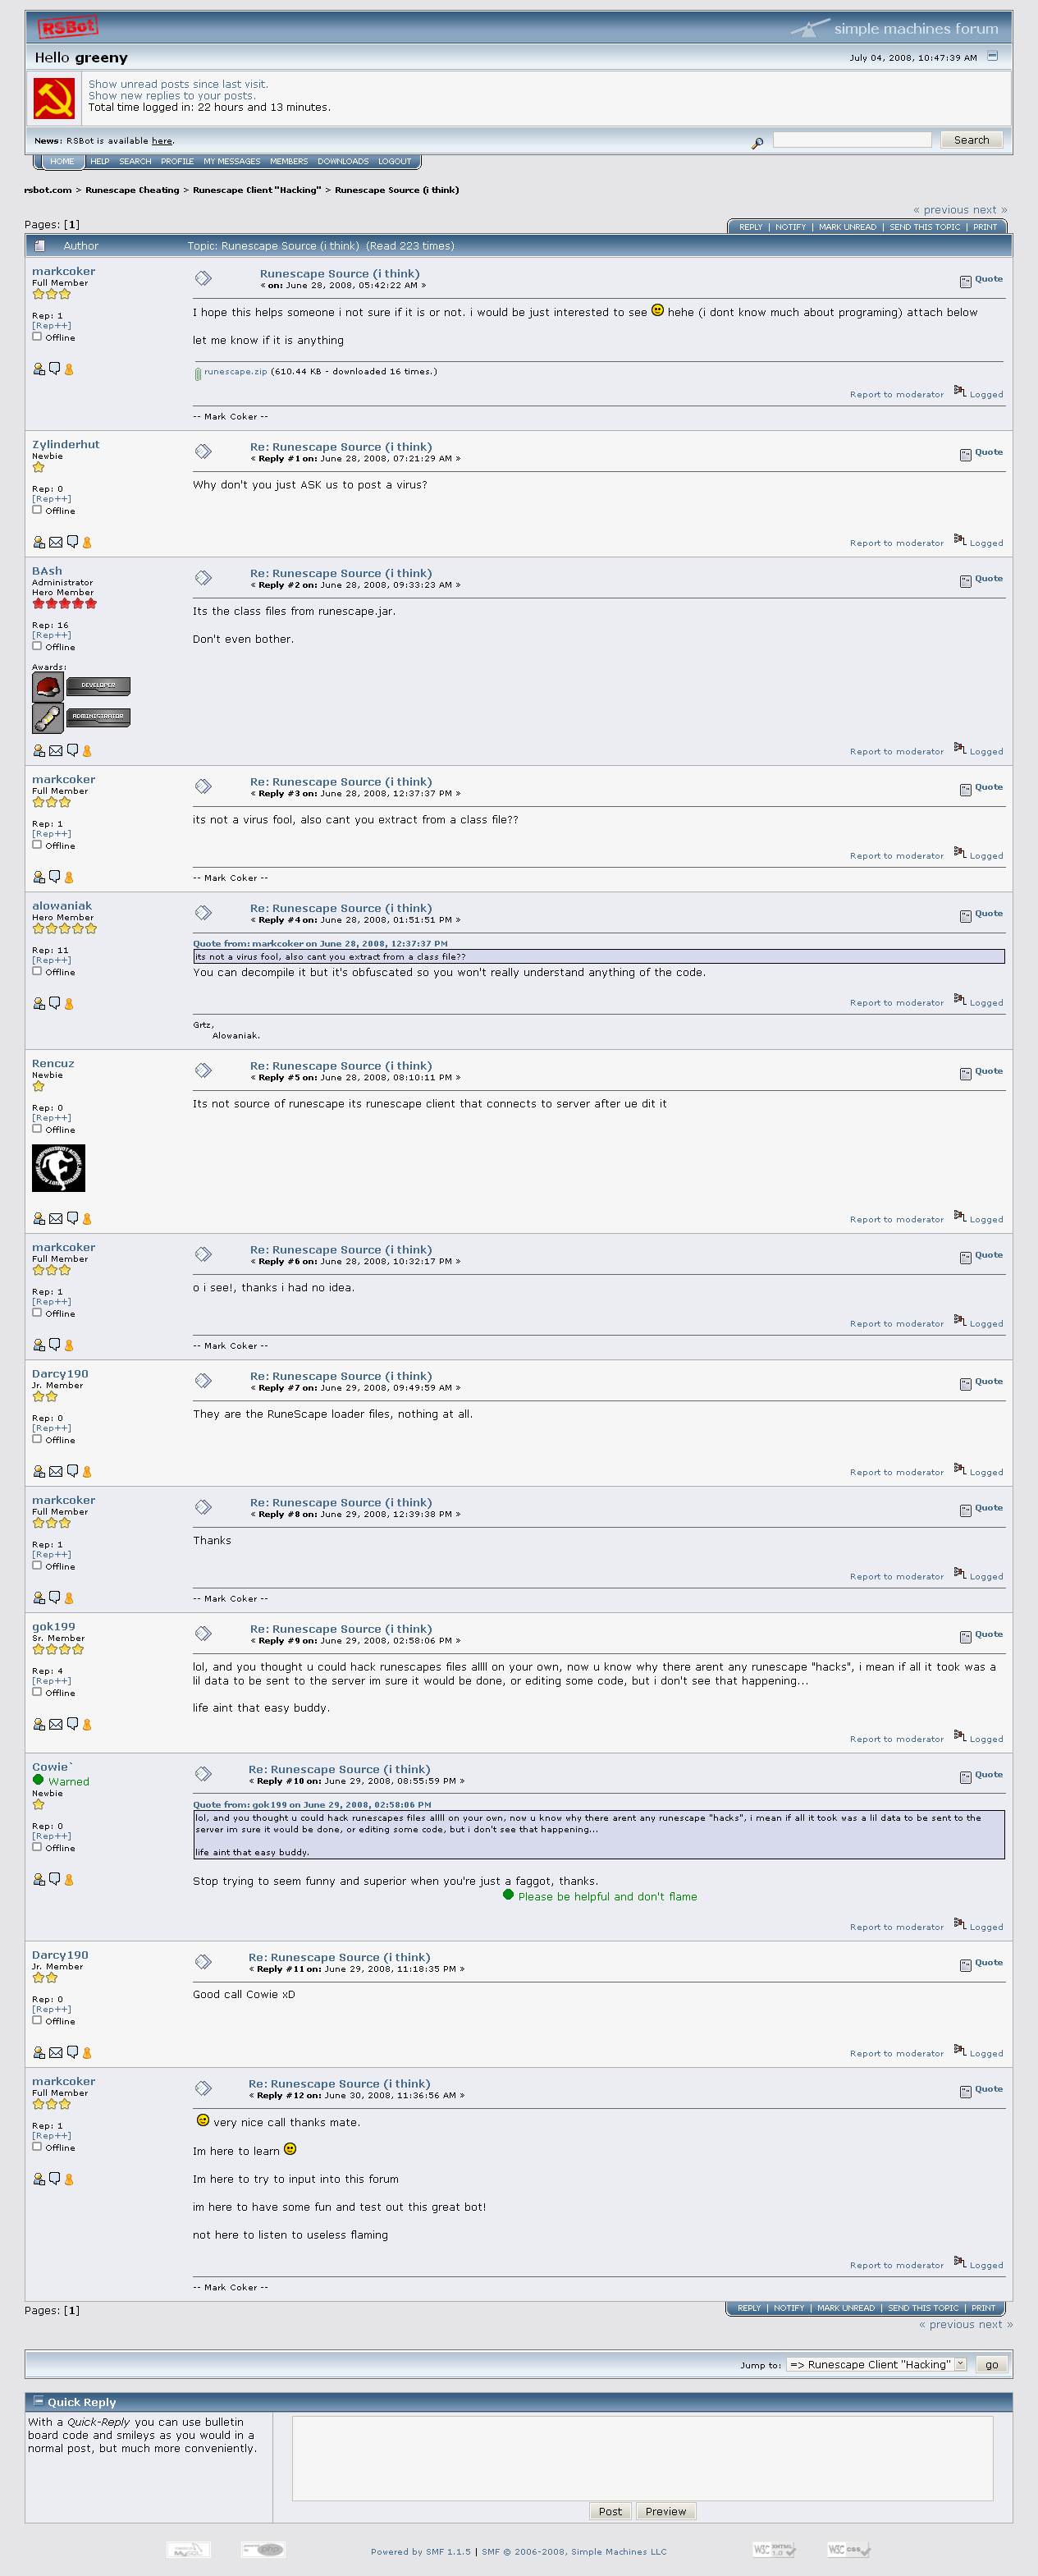 RSBot
simple machines forum
Hello greeny
July 04, 2008, 10:47:39 AM
Show unread posts since last visit.
Show new replies to your posts.
Total time logged in: 22 hours and 13 minutes.
News: RSBot is available here.
Search
HOME HELP SEARCH PROFILE MY MESSAGES MEMBERS DOWNLOADS LOGOUT
rsbot.com > Runescape Cheating > Runescape Client "Hacking" > Runescape Source (i think)
« previous next »
Pages: [1]
REPLY | NOTIFY | MARK UNREAD | SEND THIS TOPIC | PRINT
Author Topic: Runescape Source (i think) (Read 223 times)
markcoker
Full Member
Rep: 1
[Rep++]
Offline
Runescape Source (i think)
« on: June 28, 2008, 05:42:22 AM »
Quote
I hope this helps someone i not sure if it is or not. i would be just interested to see hehe (i dont know much about programing) attach below
let me know if it is anything
runescape.zip (610.44 KB - downloaded 16 times.)
Report to moderator Logged
-- Mark Coker --
Zylinderhut
Newbie
Rep: 0
[Rep++]
Offline
Re: Runescape Source (i think)
« Reply #1 on: June 28, 2008, 07:21:29 AM »
Quote
Why don't you just ASK us to post a virus?
Report to moderator Logged
BAsh
Administrator
Hero Member
Rep: 16
[Rep++]
Offline
Awards:
DEVELOPER
ADMINISTRATOR
Re: Runescape Source (i think)
« Reply #2 on: June 28, 2008, 09:33:23 AM »
Quote
Its the class files from runescape.jar.
Don't even bother.
Report to moderator Logged
markcoker
Full Member
Rep: 1
[Rep++]
Offline
Re: Runescape Source (i think)
« Reply #3 on: June 28, 2008, 12:37:37 PM »
Quote
its not a virus fool, also cant you extract from a class file??
Report to moderator Logged
-- Mark Coker --
alowaniak
Hero Member
Rep: 11
[Rep++]
Offline
Re: Runescape Source (i think)
« Reply #4 on: June 28, 2008, 01:51:51 PM »
Quote
Quote from: markcoker on June 28, 2008, 12:37:37 PM
its not a virus fool, also cant you extract from a class file??
You can decompile it but it's obfuscated so you won't really understand anything of the code.
Report to moderator Logged
Grtz,
Alowaniak.
Rencuz
Newbie
Rep: 0
[Rep++]
Offline
Re: Runescape Source (i think)
« Reply #5 on: June 28, 2008, 08:10:11 PM »
Quote
Its not source of runescape its runescape client that connects to server after ue dit it
Report to moderator Logged
markcoker
Full Member
Rep: 1
[Rep++]
Offline
Re: Runescape Source (i think)
« Reply #6 on: June 28, 2008, 10:32:17 PM »
Quote
o i see!, thanks i had no idea.
Report to moderator Logged
-- Mark Coker --
Darcy190
Jr. Member
Rep: 0
[Rep++]
Offline
Re: Runescape Source (i think)
« Reply #7 on: June 29, 2008, 09:49:59 AM »
Quote
They are the RuneScape loader files, nothing at all.
Report to moderator Logged
markcoker
Full Member
Rep: 1
[Rep++]
Offline
Re: Runescape Source (i think)
« Reply #8 on: June 29, 2008, 12:39:38 PM »
Quote
Thanks
Report to moderator Logged
-- Mark Coker --
gok199
Sr. Member
Rep: 4
[Rep++]
Offline
Re: Runescape Source (i think)
« Reply #9 on: June 29, 2008, 02:58:06 PM »
Quote
lol, and you thought u could hack runescapes files allll on your own, now u know why there arent any runescape "hacks", i mean if all it took was a
lil data to be sent to the server im sure it would be done, or editing some code, but i don't see that happening...
life aint that easy buddy.
Report to moderator Logged
Cowie`
Warned
Newbie
Rep: 0
[Rep++]
Offline
Re: Runescape Source (i think)
« Reply #10 on: June 29, 2008, 08:55:59 PM »
Quote
Quote from: gok199 on June 29, 2008, 02:58:06 PM
lol, and you thought u could hack runescapes files allll on your own, now u know why there arent any runescape "hacks", i mean if all it took was a lil data to be sent to the
server im sure it would be done, or editing some code, but i don't see that happening...
life aint that easy buddy.
Stop trying to seem funny and superior when you're just a faggot, thanks.
Please be helpful and don't flame
Report to moderator Logged
Darcy190
Jr. Member
Rep: 0
[Rep++]
Offline
Re: Runescape Source (i think)
« Reply #11 on: June 29, 2008, 11:18:35 PM »
Quote
Good call Cowie xD
Report to moderator Logged
markcoker
Full Member
Rep: 1
[Rep++]
Offline
Re: Runescape Source (i think)
« Reply #12 on: June 30, 2008, 11:36:56 AM »
Quote
very nice call thanks mate.
Im here to learn
Im here to try to input into this forum
im here to have some fun and test out this great bot!
not here to listen to useless flaming
Report to moderator Logged
-- Mark Coker --
Pages: [1]
REPLY | NOTIFY | MARK UNREAD | SEND THIS TOPIC | PRINT
« previous next »
Jump to: => Runescape Client "Hacking" go
Quick Reply
With a Quick-Reply you can use bulletin
board code and smileys as you would in a
normal post, but much more conveniently.
Post Preview
MySQL php Powered by SMF 1.1.5 | SMF © 2006-2008, Simple Machines LLC W3C XHTML 1.0 W3C css